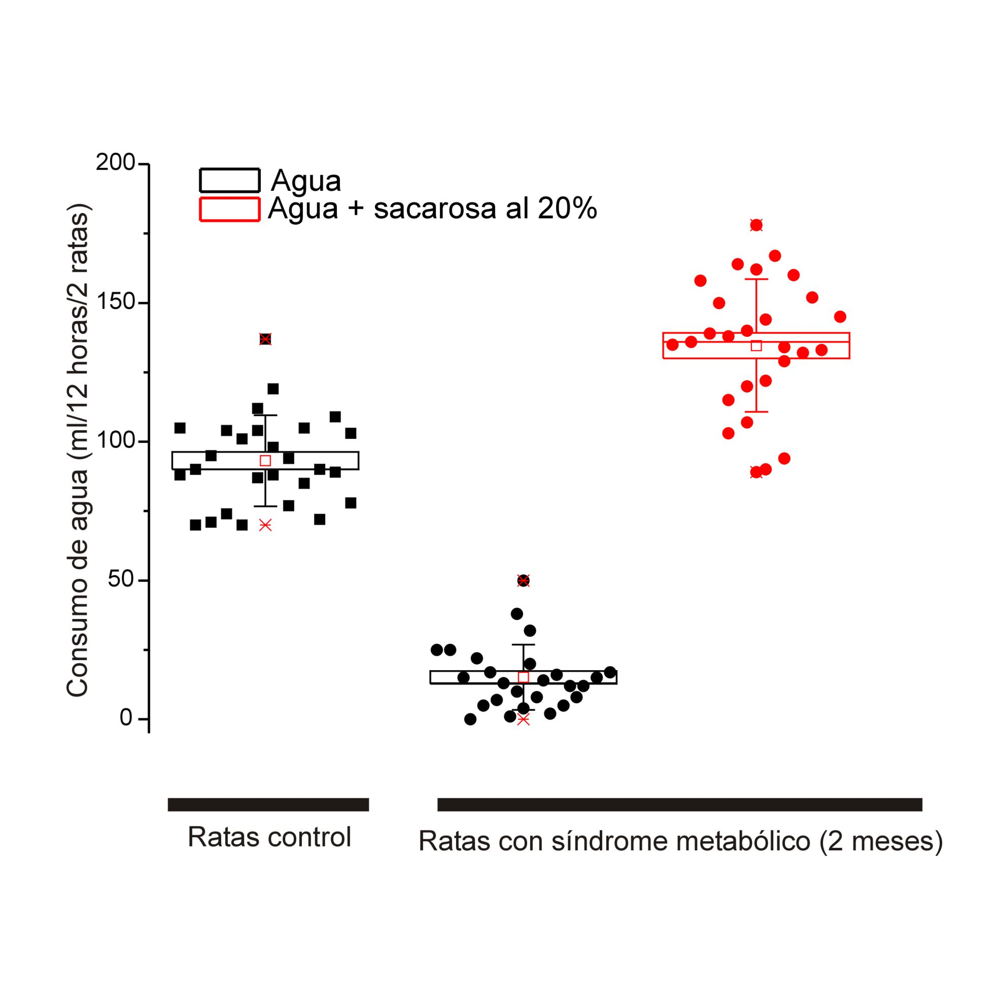 200
150
100
50
0
Consumo de agua (ml/12 horas/2 ratas)
Agua
Agua + sacarosa al 20%
Ratas control
Ratas con síndrome metabólico (2 meses)